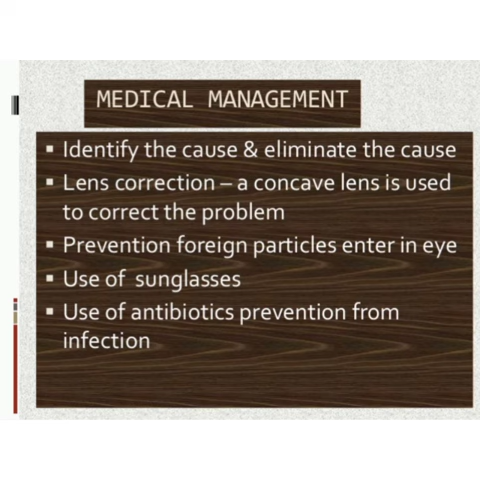 MEDICAL MANAGEMENT
▪ Identify the cause & eliminate the cause
▪ Lens correction – a concave lens is used
to correct the problem
▪ Prevention foreign particles enter in eye
▪ Use of sunglasses
▪ Use of antibiotics prevention from
infection